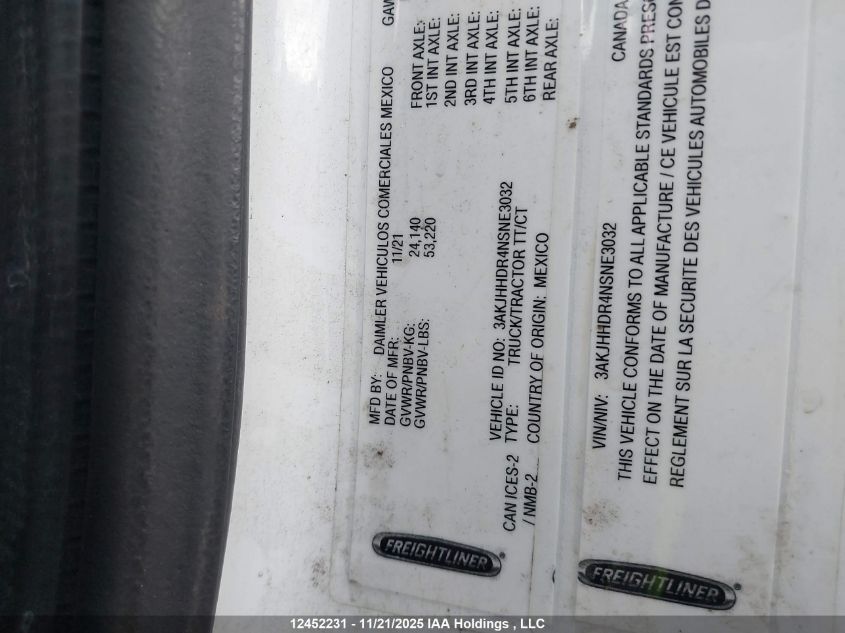 MFD BY: DAIMLER VEHICULOS COMERCIALES MEXICO
DATE OF MFR: 11/21
GVWR/PNBV-KG: 24,140
GVWR/PNBV-LBS: 53,220
GAW
FRONT AXLE:
1ST INT AXLE:
2ND INT AXLE:
3RD INT AXLE:
4TH INT AXLE:
5TH INT AXLE:
6TH INT AXLE:
REAR AXLE:
VEHICLE ID NO: 3AKJHHDR4NSNE3032
CAN ICES-2 TYPE: TRUCK/TRACTOR TT/CT
/ NMB-2 COUNTRY OF ORIGIN: MEXICO
FREIGHTLINER
CANADA
VIN/NIV: 3AKJHHDR4NSNE3032
THIS VEHICLE CONFORMS TO ALL APPLICABLE STANDARDS PRES
EFFECT ON THE DATE OF MANUFACTURE / CE VEHICULE EST CON
REGLEMENT SUR LA SECURITE DES VEHICULES AUTOMOBILES D
FREIGHTLINER
12452231 - 11/21/2025 IAA Holdings , LLC